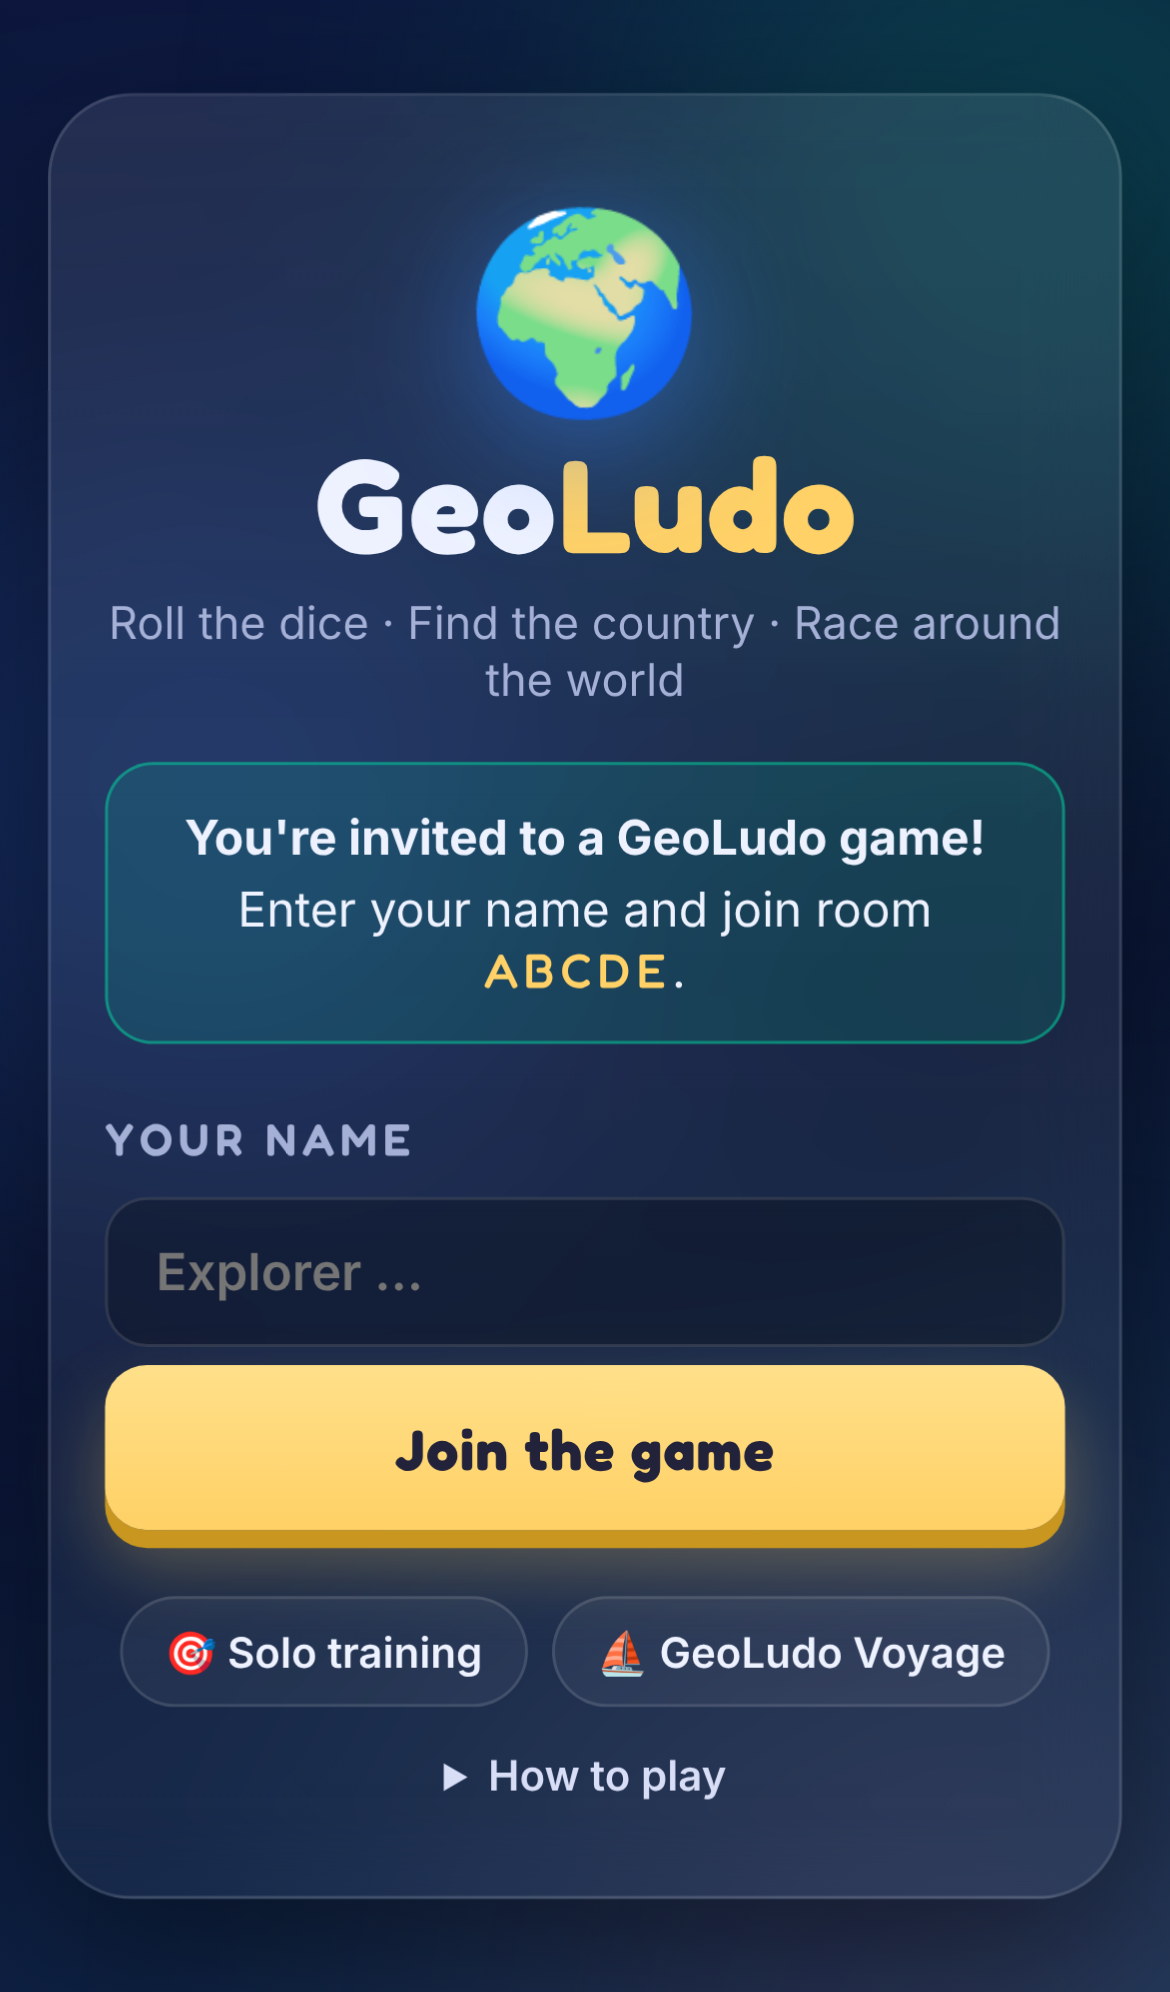 GeoLudo
Roll the dice · Find the country · Race around
the world
You're invited to a GeoLudo game!
Enter your name and join room
ABCDE.
YOUR NAME
Explorer ...
Join the game
Solo training
GeoLudo Voyage
How to play